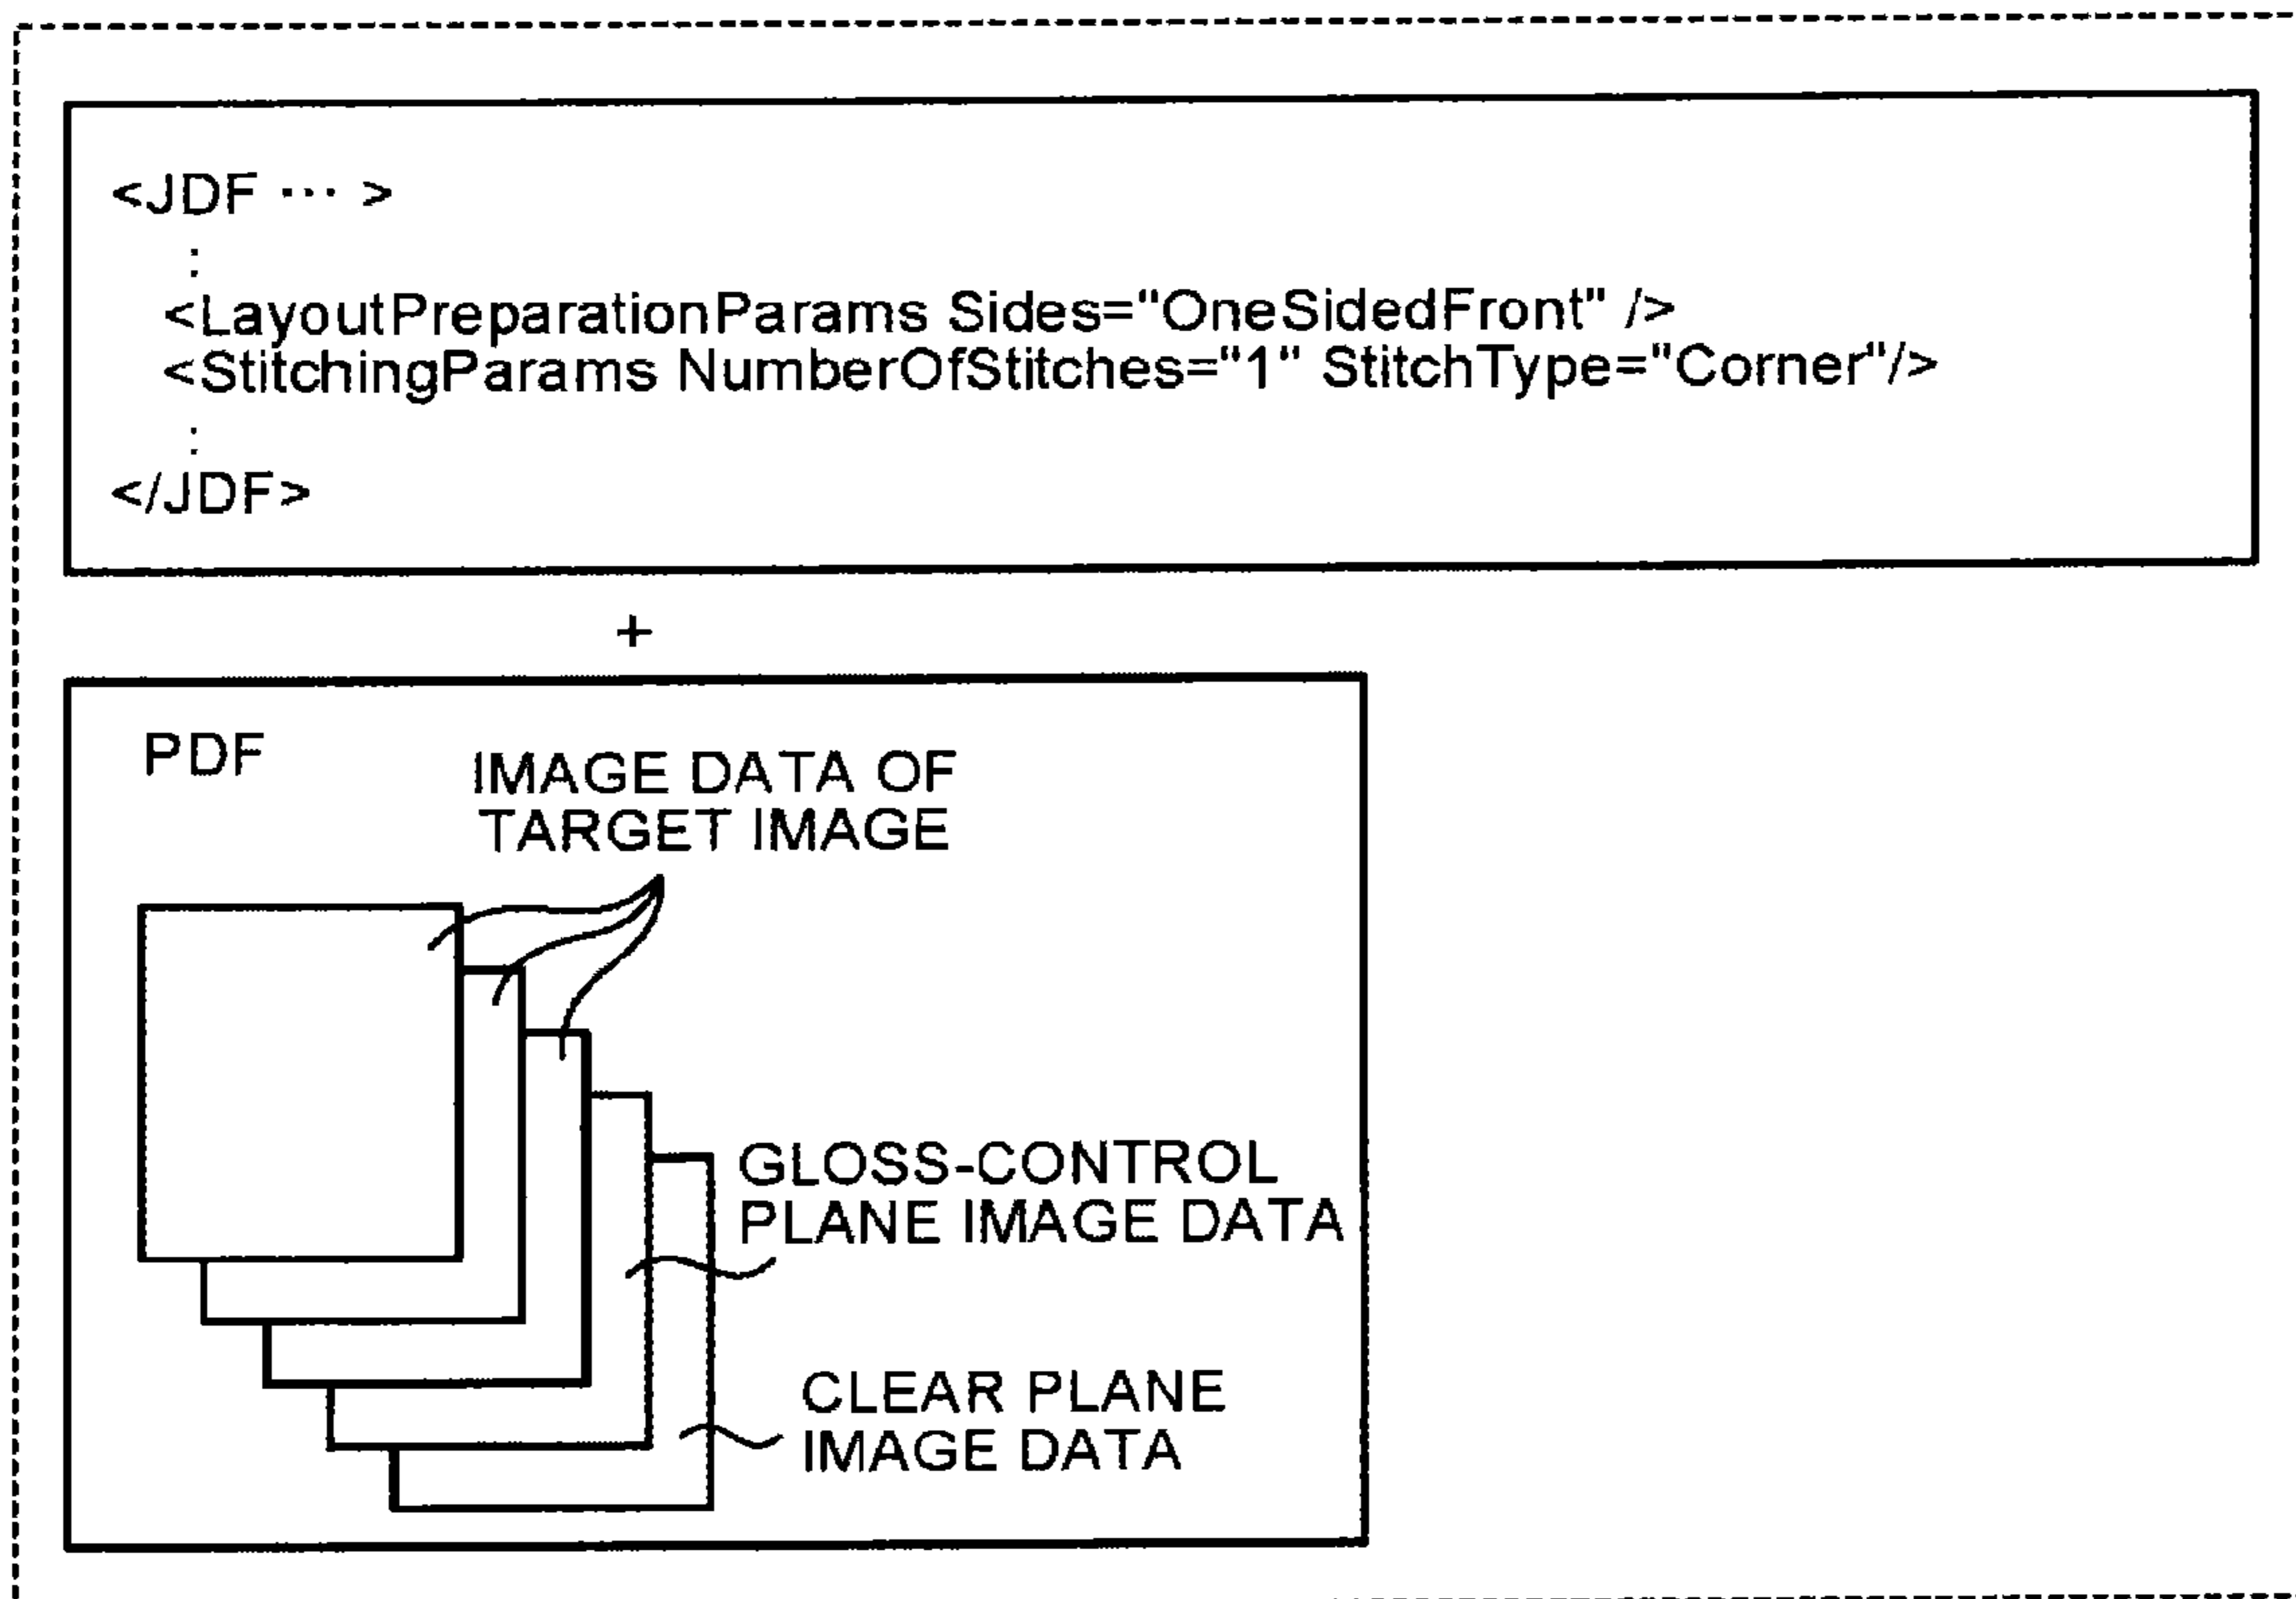 <JDF ··· >
:
<LayoutPreparationParams Sides="OneSidedFront" />
<StitchingParams NumberOfStitches="1" StitchType="Corner"/>
:
</JDF>
+
PDF
IMAGE DATA OF
TARGET IMAGE
GLOSS-CONTROL
PLANE IMAGE DATA
CLEAR PLANE
IMAGE DATA